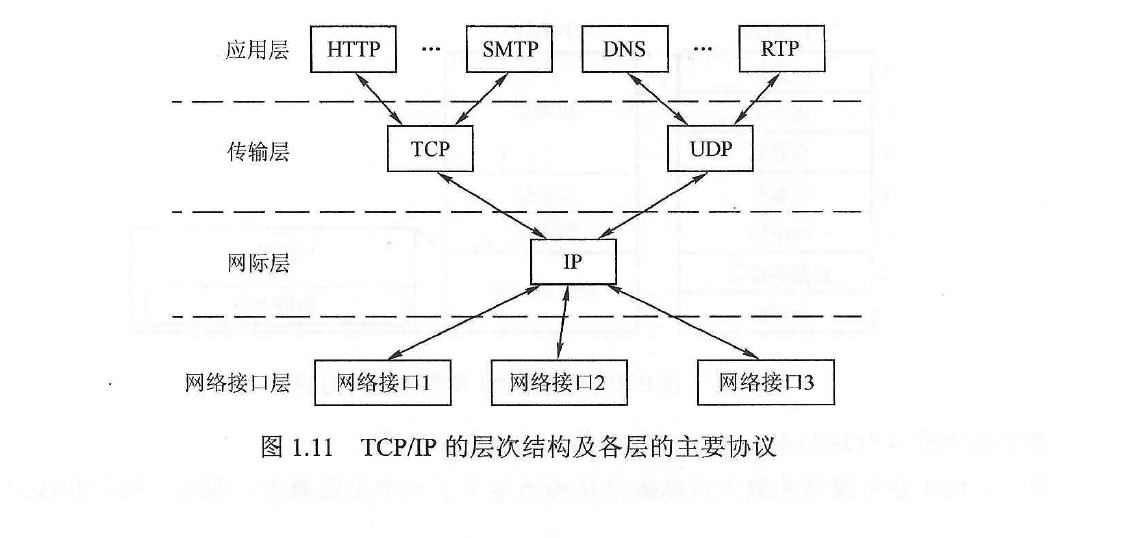 应用层 HTTP … SMTP DNS … RTP
传输层 TCP UDP
网际层 IP
网络接口层 网络接口1 网络接口2 网络接口3
图 1.11 TCP/IP 的层次结构及各层的主要协议